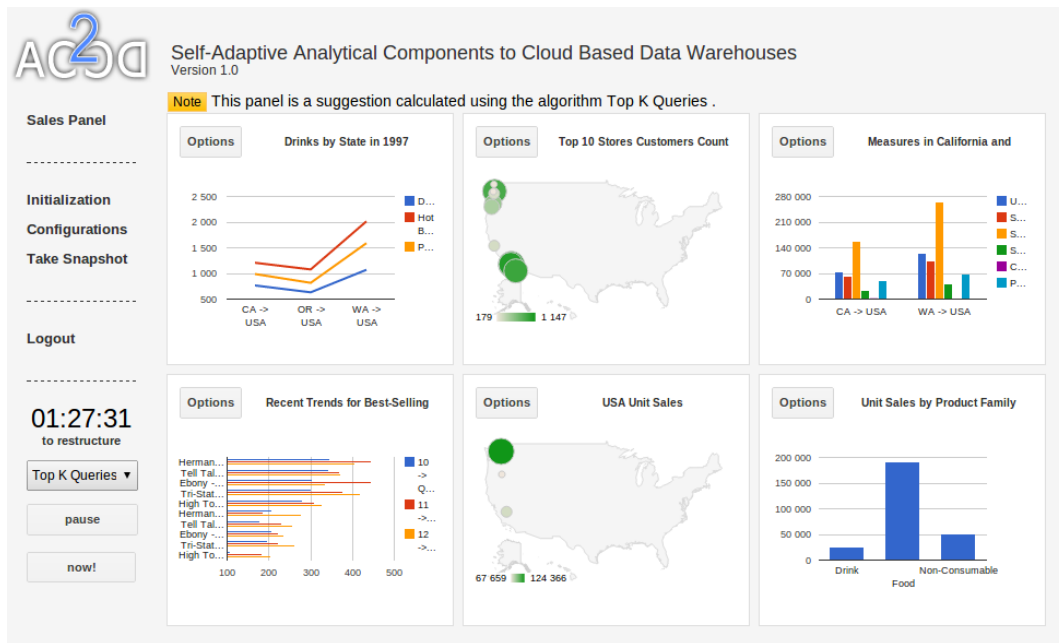 AC2DC
Self-Adaptive Analytical Components to Cloud Based Data Warehouses
Version 1.0
Note This panel is a suggestion calculated using the algorithm Top K Queries .
Sales Panel
Initialization
Configurations
Take Snapshot
Logout
01:27:31
to restructure
Top K Queries
pause
now!
Options
Drinks by State in 1997
2 500
2 000
1 500
1 000
500
CA ->
USA
OR ->
USA
WA ->
USA
D...
Hot
B...
P...
Options
Top 10 Stores Customers Count
179
1 147
Options
Measures in California and
280 000
210 000
140 000
70 000
0
CA -> USA
WA -> USA
U...
S...
S...
S...
C...
P...
Options
Recent Trends for Best-Selling
Herman...
Tell Tal...
Ebony -...
Tri-Stat...
High To...
Herman...
Tell Tal...
Ebony -...
Tri-Stat...
High To...
100
200
300
400
500
10
->
Q...
11
->...
12
->...
Options
USA Unit Sales
67 659
124 366
Options
Unit Sales by Product Family
200 000
150 000
100 000
50 000
0
Drink
Food
Non-Consumable